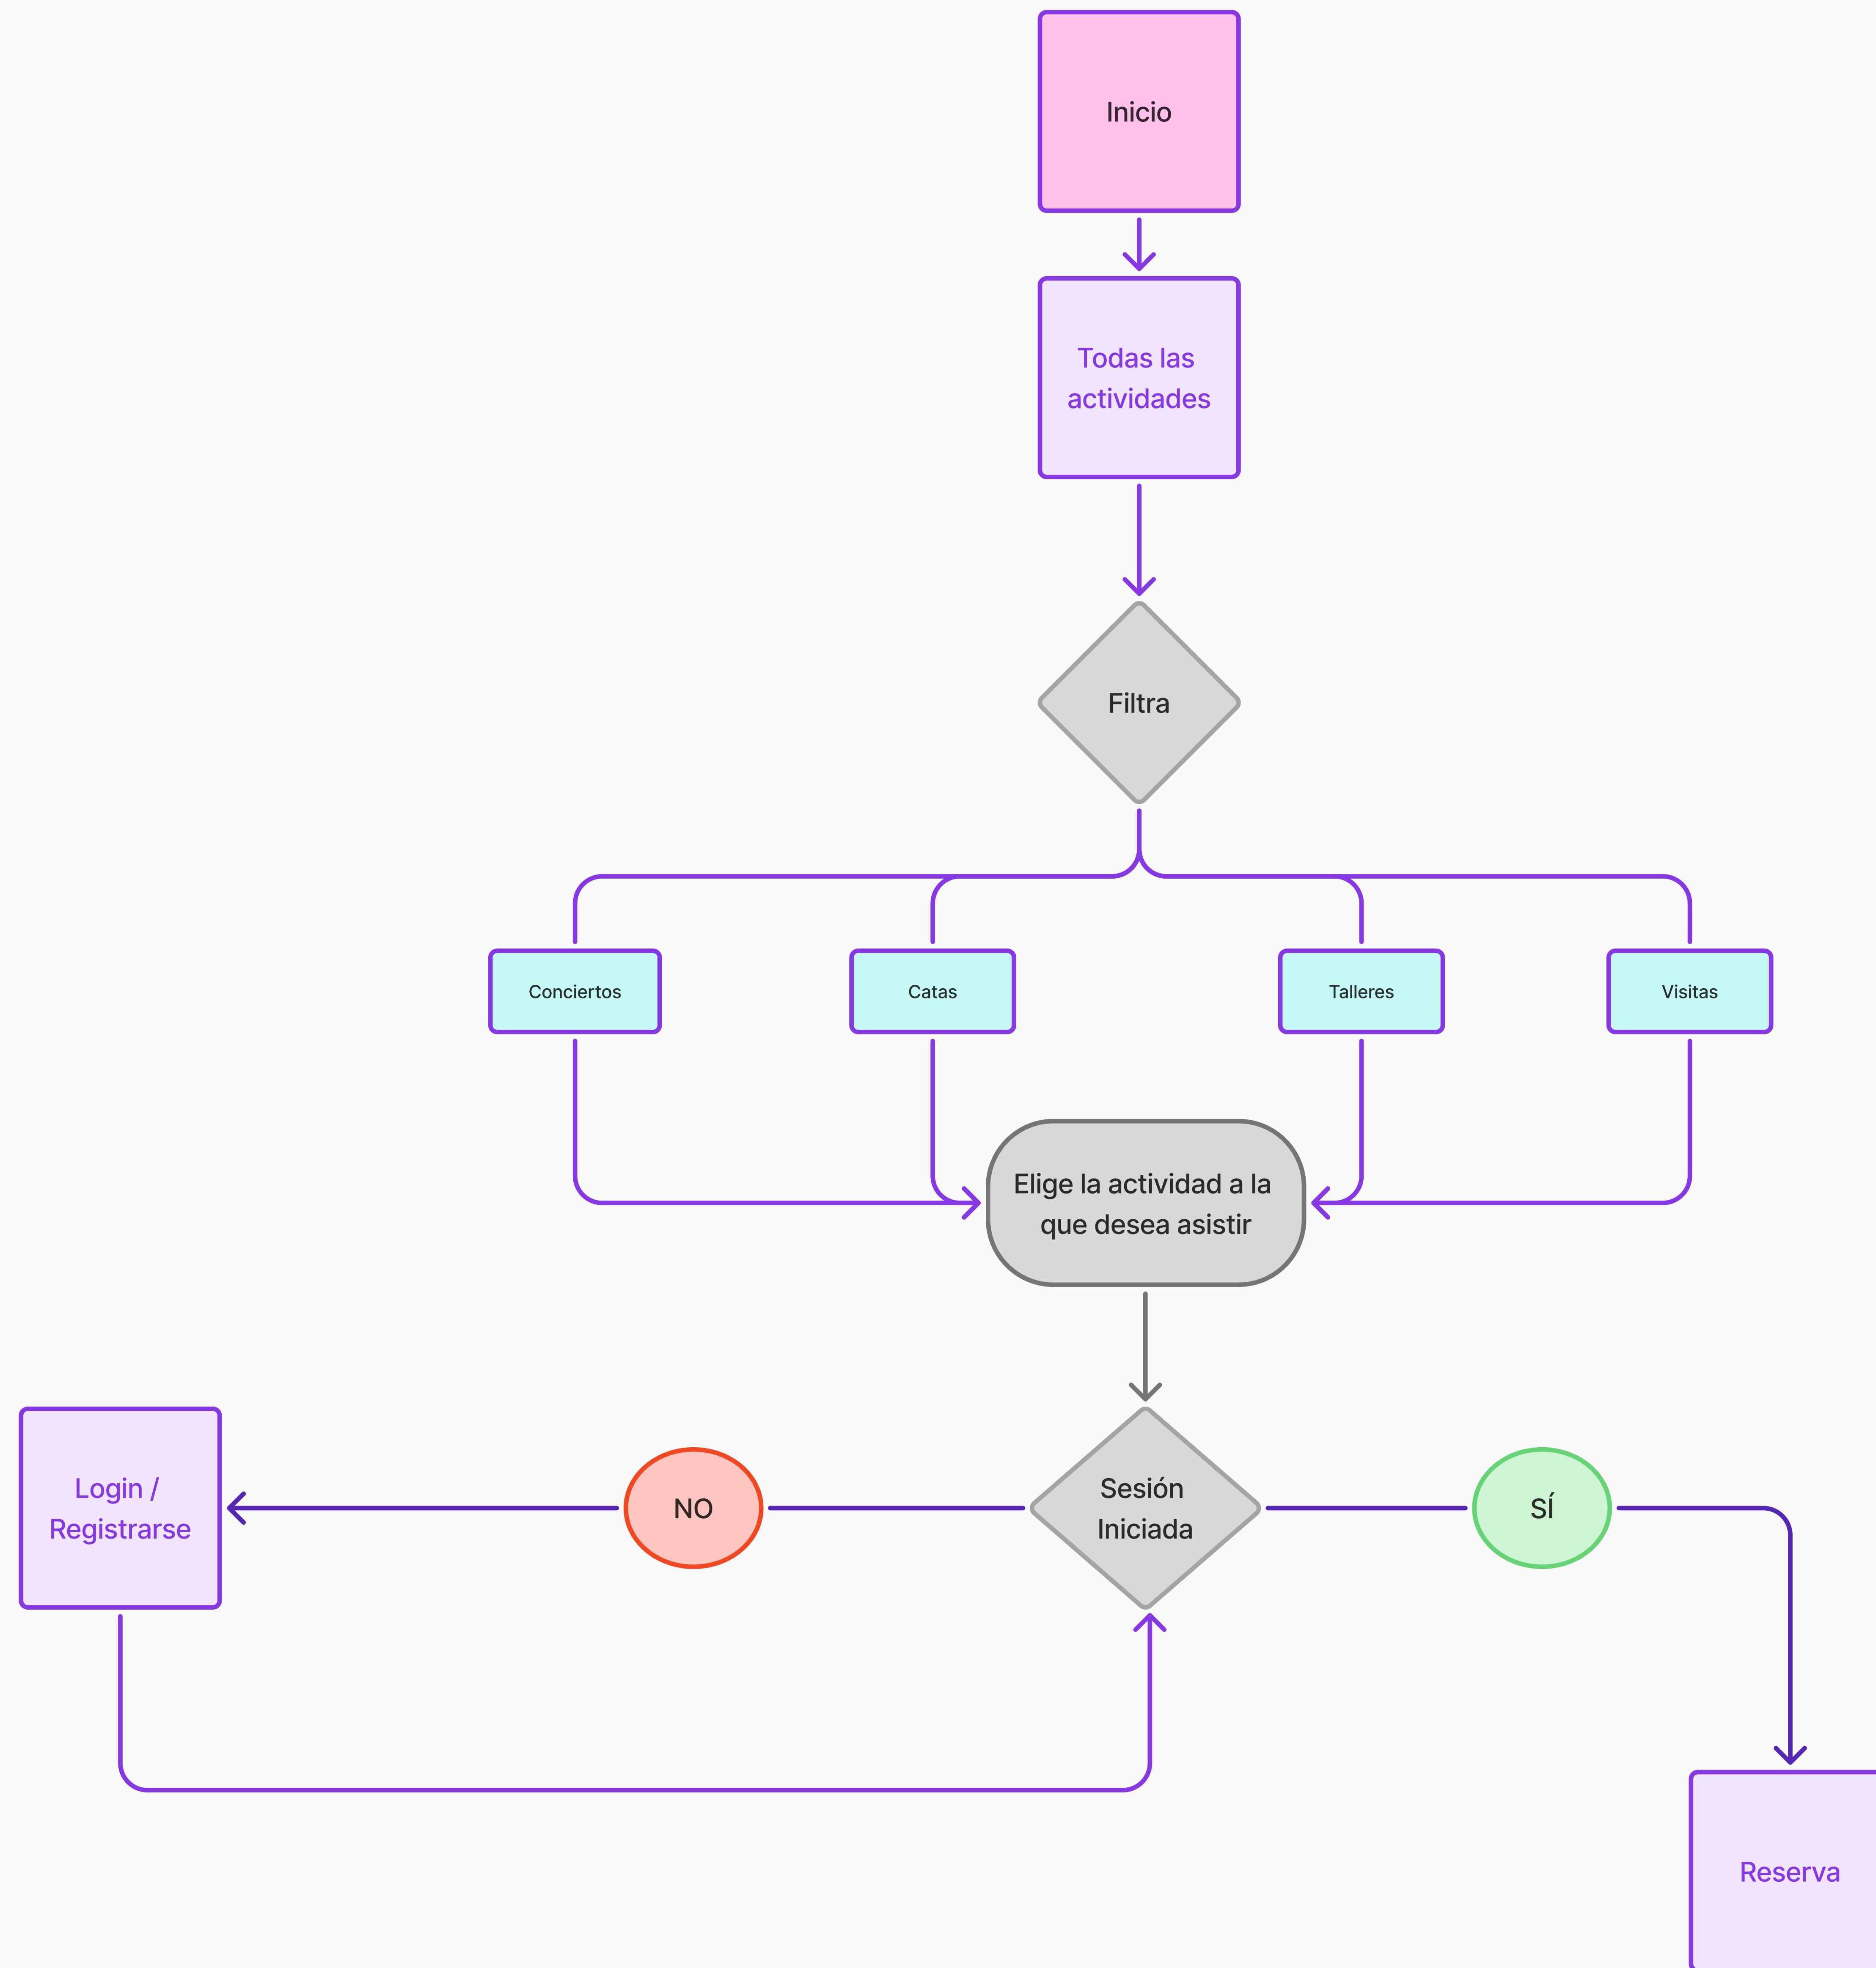 Inicio
Todas las
actividades
Filtra
Conciertos
Catas
Talleres
Visitas
Elige la actividad a la
que desea asistir
Login /
Registrarse
NO
Sesión
Iniciada
SÍ
Reserva